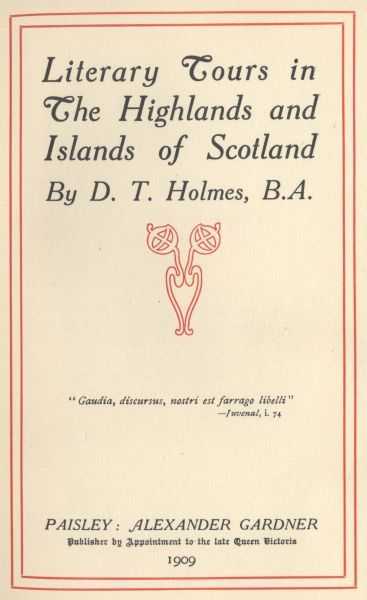 Literary Tours in
The Highlands and
Islands of Scotland
By D. T. Holmes, B.A.
"Gaudia, discursus, nostri est farrago libelli"
—Juvenal, i. 74
PAISLEY: ALEXANDER GARDNER
Publisher by Appointment to the late Queen Victoria
1909